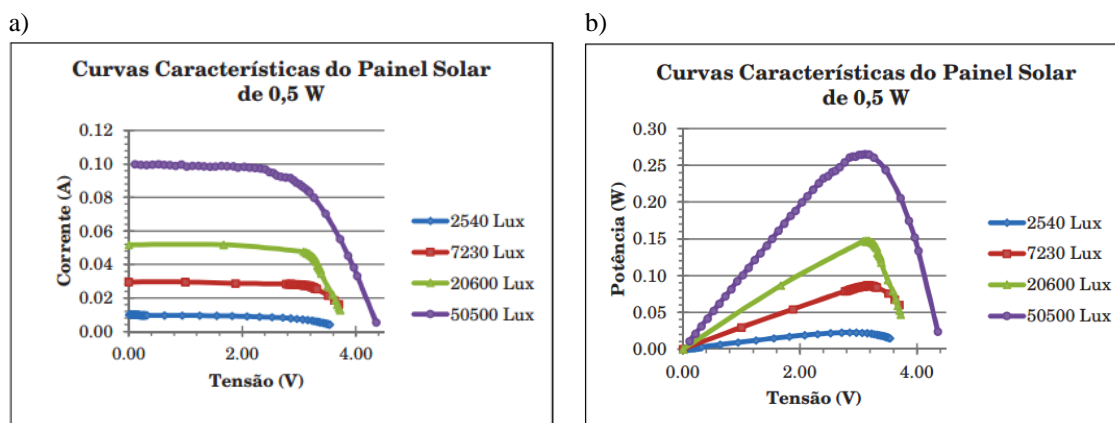 a)
Curvas Características do Painel Solar
de 0,5 W
Corrente (A)
0.12
0.10
0.08
0.06
0.04
0.02
0.00
0.00 2.00 4.00
Tensão (V)
2540 Lux
7230 Lux
20600 Lux
50500 Lux
b)
Curvas Características do Painel Solar
de 0,5 W
Potência (W)
0.30
0.25
0.20
0.15
0.10
0.05
0.00
0.00 2.00 4.00
Tensão (V)
2540 Lux
7230 Lux
20600 Lux
50500 Lux